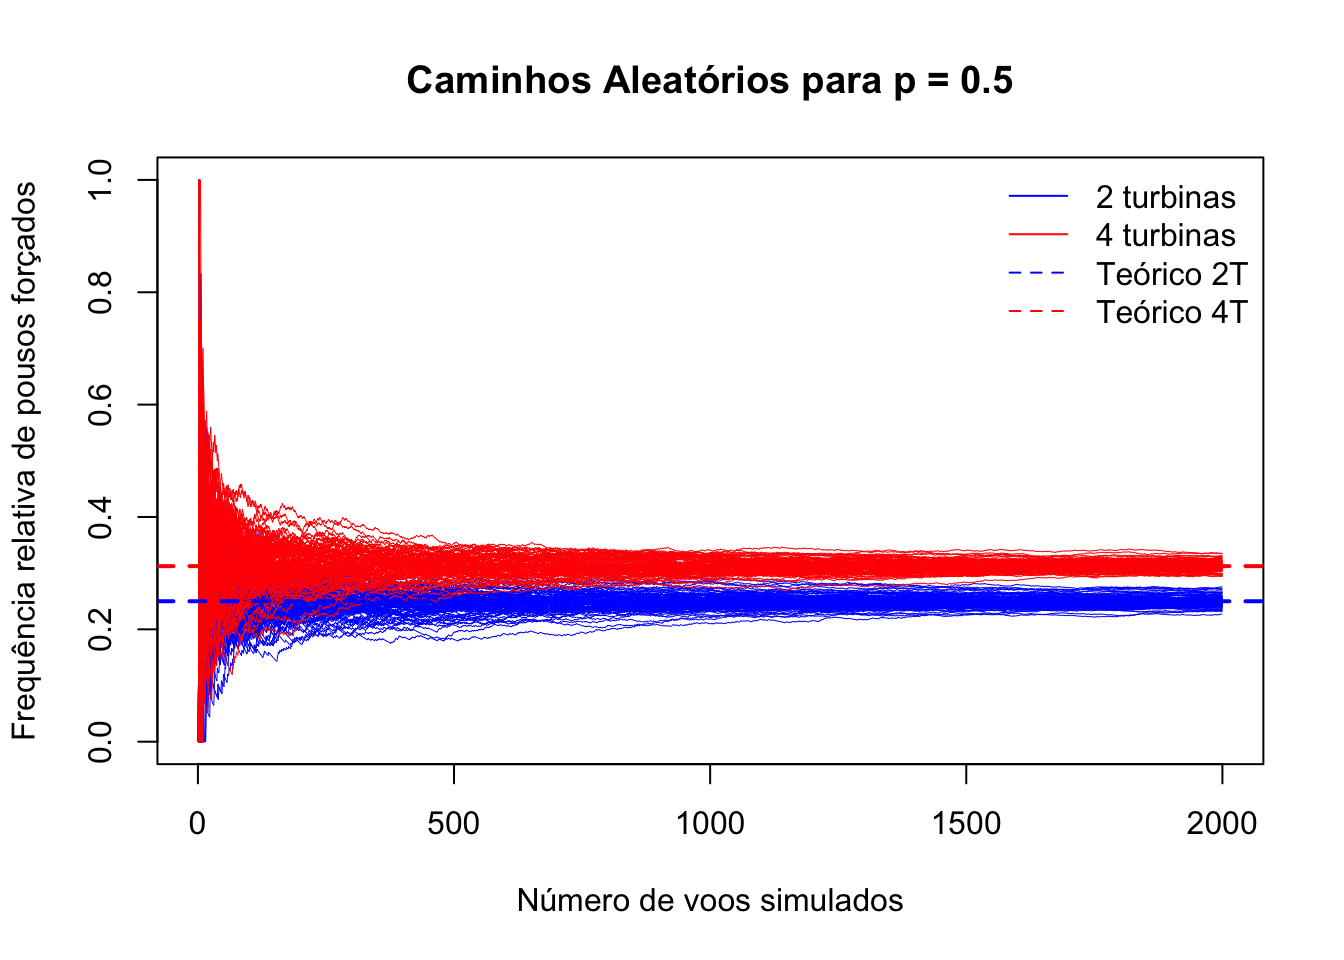 Caminhos Aleatórios para p = 0.5
Frequência relativa de pousos forçados
1.0
0.8
0.6
0.4
0.2
0.0
2 turbinas
4 turbinas
Teórico 2T
Teórico 4T
0 500 1000 1500 2000
Número de voos simulados